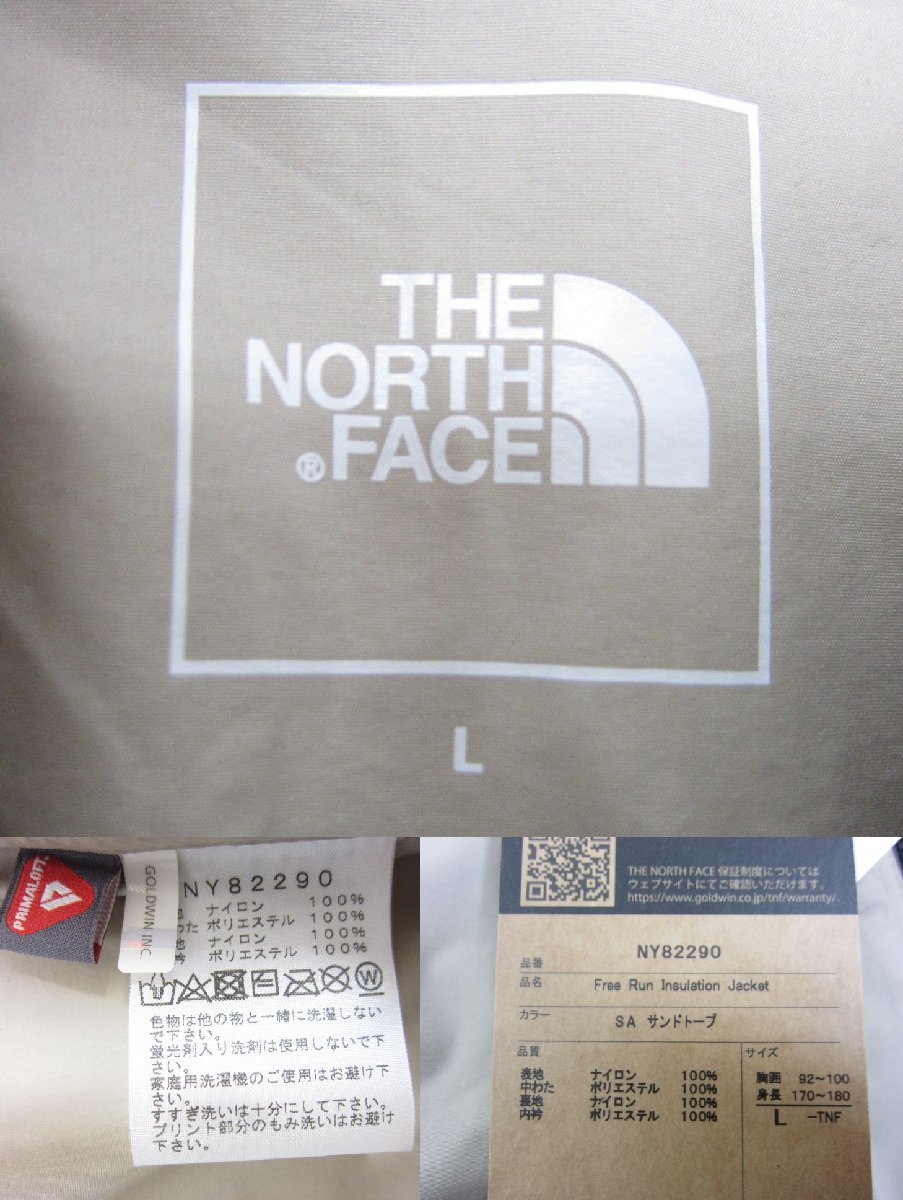 THE
NORTH
®FACE
L
PRIMALOFT®
GOLDWIN INC.
NY82290
ナイロン 100%
中わた ポリエステル 100%
ナイロン 100%
ポリエステル 100%
色物は他の物と一緒に洗濯しない
で下さい。
蛍光剤入り洗剤は使用しないで下
さい。
家庭用洗濯機のご使用はお避け下
さい。
すすぎ洗いは十分にして下さい。
プリント部分のもみ洗いはお避け
下さい。
THE NORTH FACE 保証制度については
ウェブサイトにてご確認いただけます。
https://www.goldwin.co.jp/tnf/warranty/
品番 NY82290
品名 Free Run Insulation Jacket
カラー SA サンドトープ
品質
表地 ナイロン 100%
中わた ポリエステル 100%
裏地 ナイロン 100%
内衿 ポリエステル 100%
サイズ
胸囲 92~100
身長 170~180
L -TNF